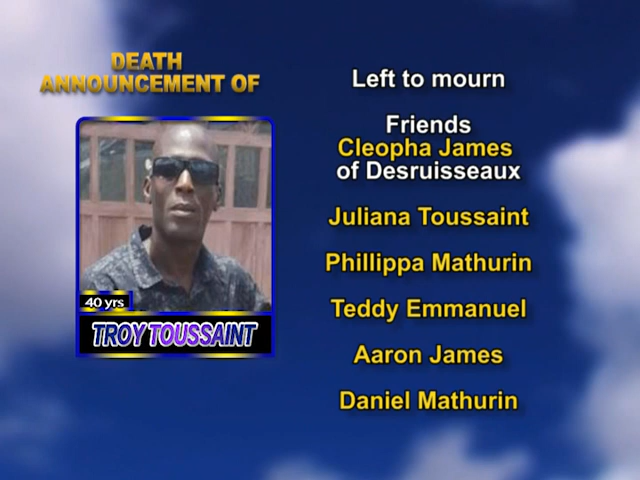 DEATH
ANNOUNCEMENT OF
40 yrs
TROY TOUSSAINT
Left to mourn
Friends
Cleopha James
of Desruisseaux
Juliana Toussaint
Phillippa Mathurin
Teddy Emmanuel
Aaron James
Daniel Mathurin